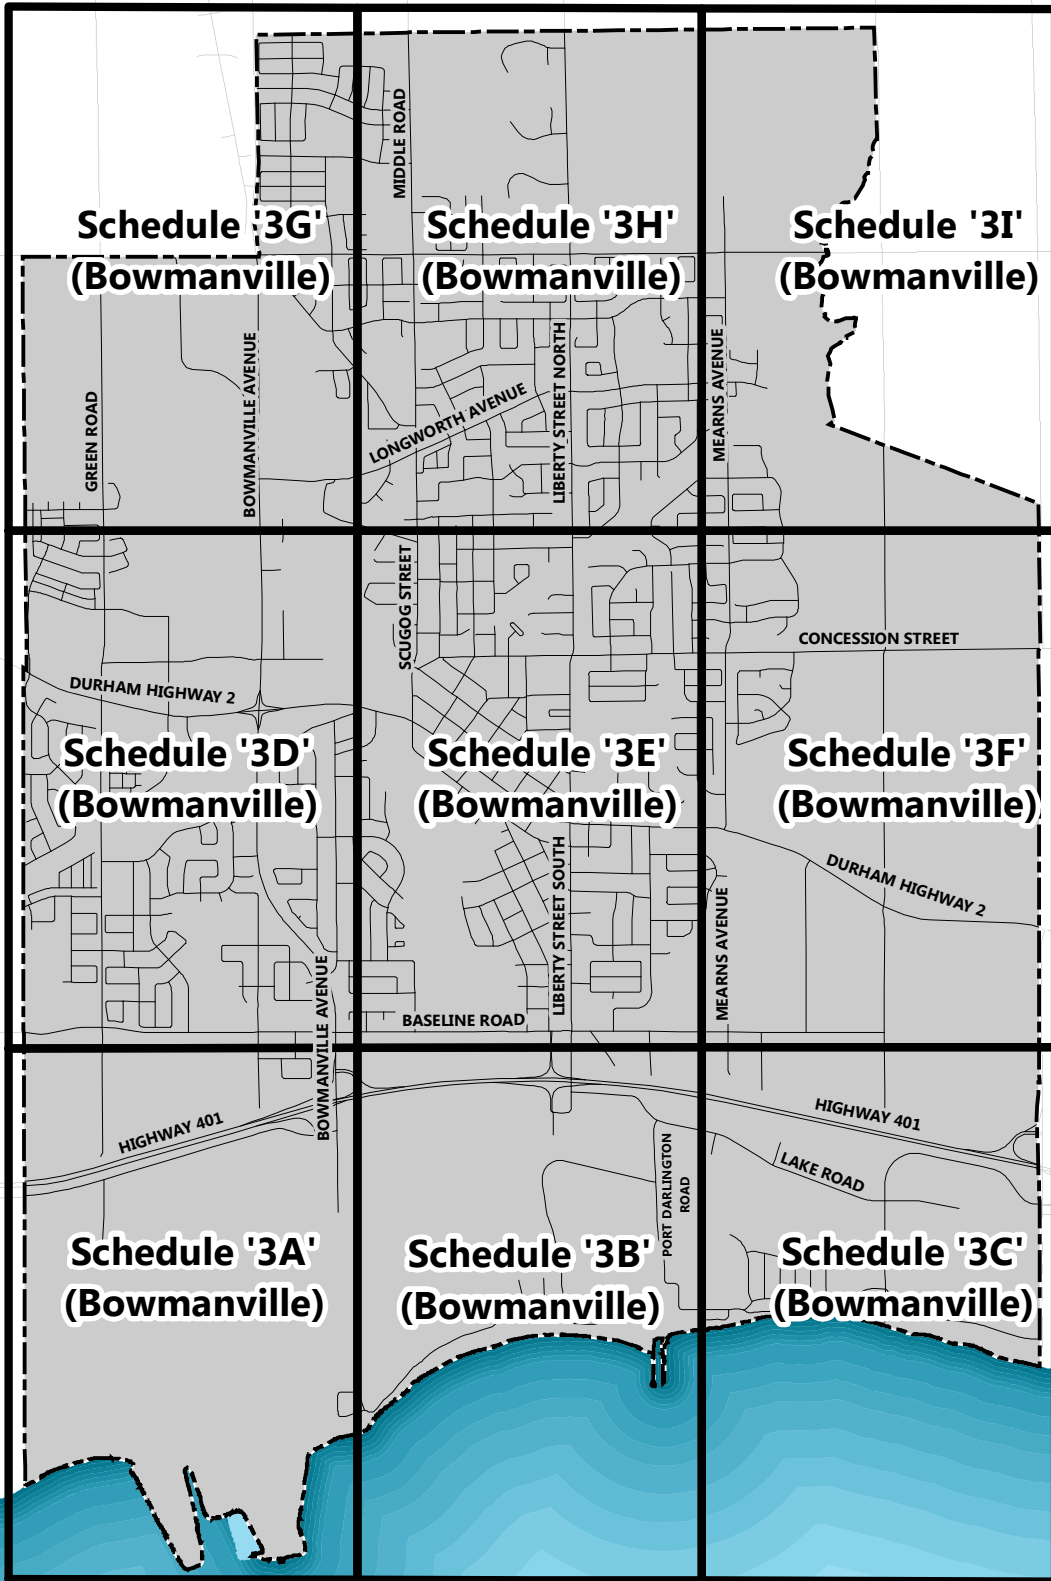 MIDDLE ROAD
Schedule '3G'
(Bowmanville)
Schedule '3H'
(Bowmanville)
Schedule '3I'
(Bowmanville)
GREEN ROAD
BOWMANVILLE AVENUE
LONGWORTH AVENUE
LIBERTY STREET NORTH
MEARNS AVENUE
SCUGOG STREET
CONCESSION STREET
DURHAM HIGHWAY 2
Schedule '3D'
(Bowmanville)
Schedule '3E'
(Bowmanville)
Schedule '3F'
(Bowmanville)
DURHAM HIGHWAY 2
LIBERTY STREET SOUTH
MEARNS AVENUE
BOWMANVILLE AVENUE
BASELINE ROAD
HIGHWAY 401
HIGHWAY 401
PORT DARLINGTON
ROAD
LAKE ROAD
Schedule '3A'
(Bowmanville)
Schedule '3B'
(Bowmanville)
Schedule '3C'
(Bowmanville)